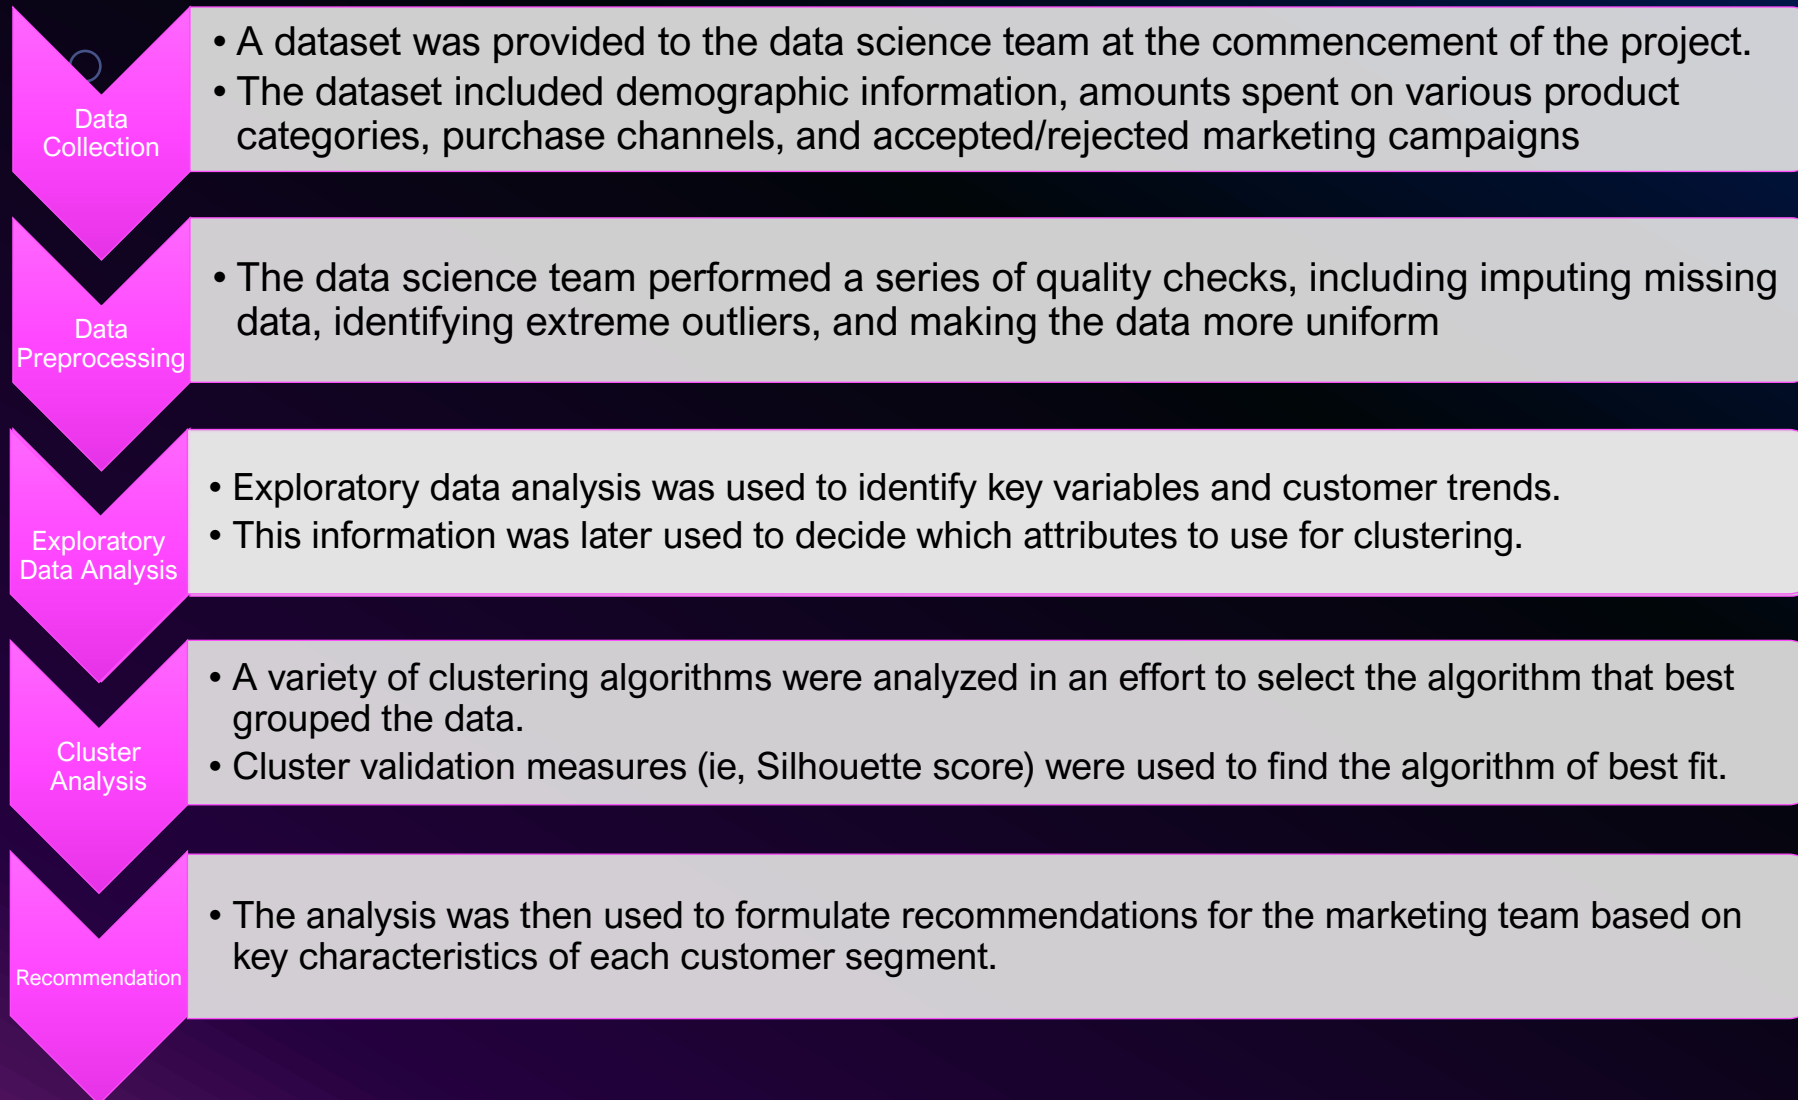 Data
Collection
• A dataset was provided to the data science team at the commencement of the project.
• The dataset included demographic information, amounts spent on various product
categories, purchase channels, and accepted/rejected marketing campaigns
Data
Preprocessing
• The data science team performed a series of quality checks, including imputing missing
data, identifying extreme outliers, and making the data more uniform
Exploratory
Data Analysis
• Exploratory data analysis was used to identify key variables and customer trends.
• This information was later used to decide which attributes to use for clustering.
Cluster
Analysis
• A variety of clustering algorithms were analyzed in an effort to select the algorithm that best
grouped the data.
• Cluster validation measures (ie, Silhouette score) were used to find the algorithm of best fit.
Recommendation
• The analysis was then used to formulate recommendations for the marketing team based on
key characteristics of each customer segment.